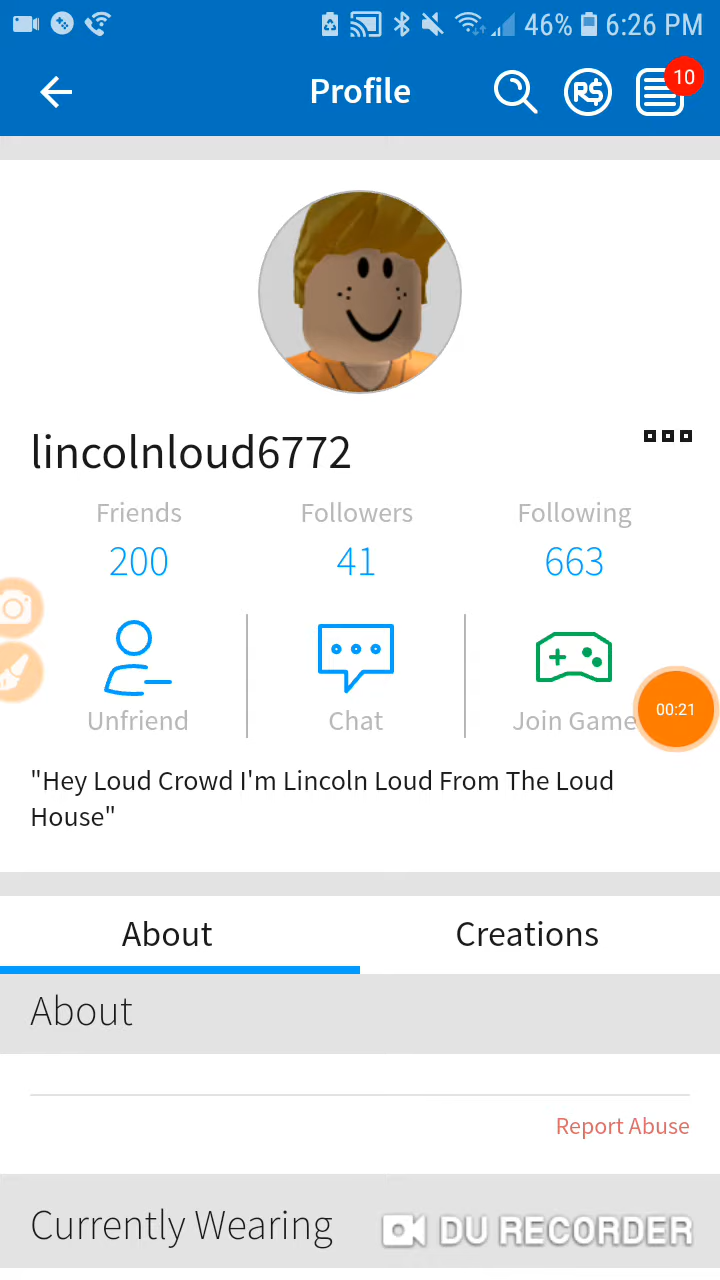 46% 6:26 PM
Profile
R$
10
lincolnloud6772
Friends Followers Following
200 41 663
Unfriend Chat Join Game
00:21
"Hey Loud Crowd I'm Lincoln Loud From The Loud
House"
About Creations
About
Report Abuse
Currently Wearing
DU RECORDER